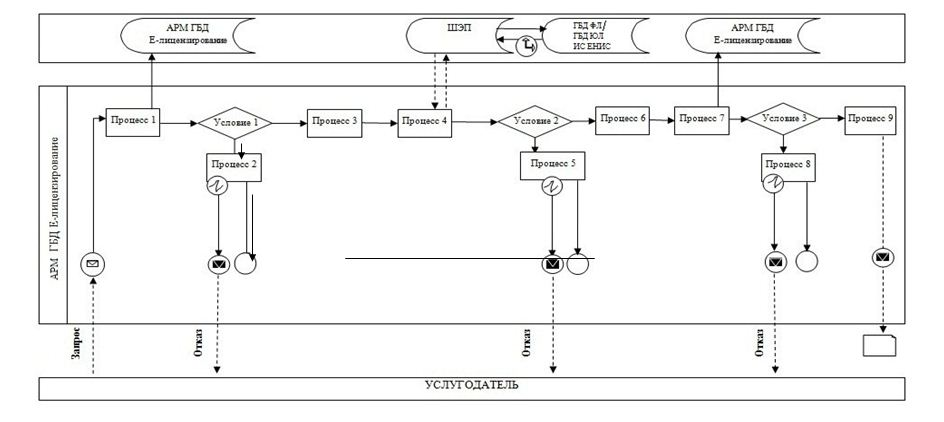 АРМ ГБД
Е-лицензирование
ШЭП
ГБД ФЛ/
ГБД ЮЛ
ИС ЕНИС
АРМ ГБД
Е-лицензирование
АРМ ГБД Е-лицензирование
Процесс 1
Условие 1
Процесс 3
Процесс 4
Условие 2
Процесс 6
Процесс 7
Условие 3
Процесс 9
Процесс 2
Процесс 5
Процесс 8
Запрос
Отказ
Отказ
Отказ
УСЛУГОДАТЕЛЬ